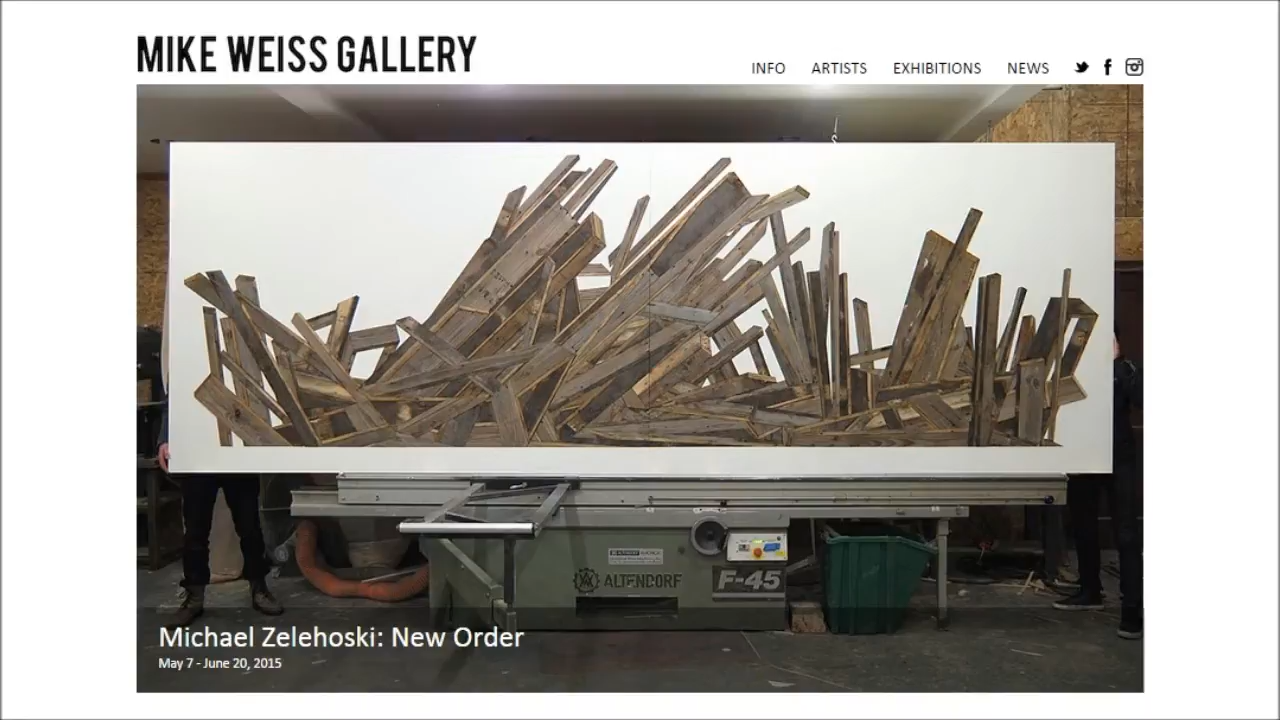 MIKE WEISS GALLERY
INFO ARTISTS EXHIBITIONS NEWS
ALTENDORF F-45
Michael Zelehoski: New Order
May 7 - June 20, 2015